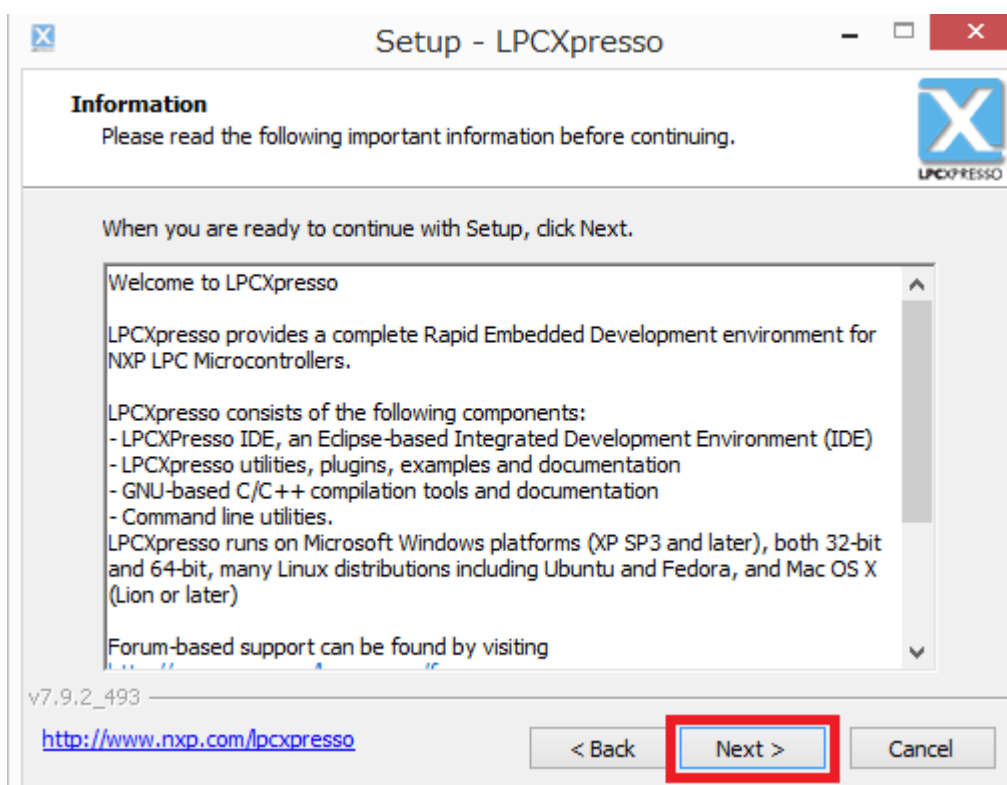 Setup - LPCXpresso
Information
Please read the following important information before continuing.
LPCXPRESSO
When you are ready to continue with Setup, click Next.
Welcome to LPCXpresso
LPCXpresso provides a complete Rapid Embedded Development environment for
NXP LPC Microcontrollers.
LPCXpresso consists of the following components:
- LPCXPresso IDE, an Eclipse-based Integrated Development Environment (IDE)
- LPCXpresso utilities, plugins, examples and documentation
- GNU-based C/C++ compilation tools and documentation
- Command line utilities.
LPCXpresso runs on Microsoft Windows platforms (XP SP3 and later), both 32-bit
and 64-bit, many Linux distributions including Ubuntu and Fedora, and Mac OS X
(Lion or later)
Forum-based support can be found by visiting
v7.9.2_493
http://www.nxp.com/lpcxpresso
< Back
Next >
Cancel